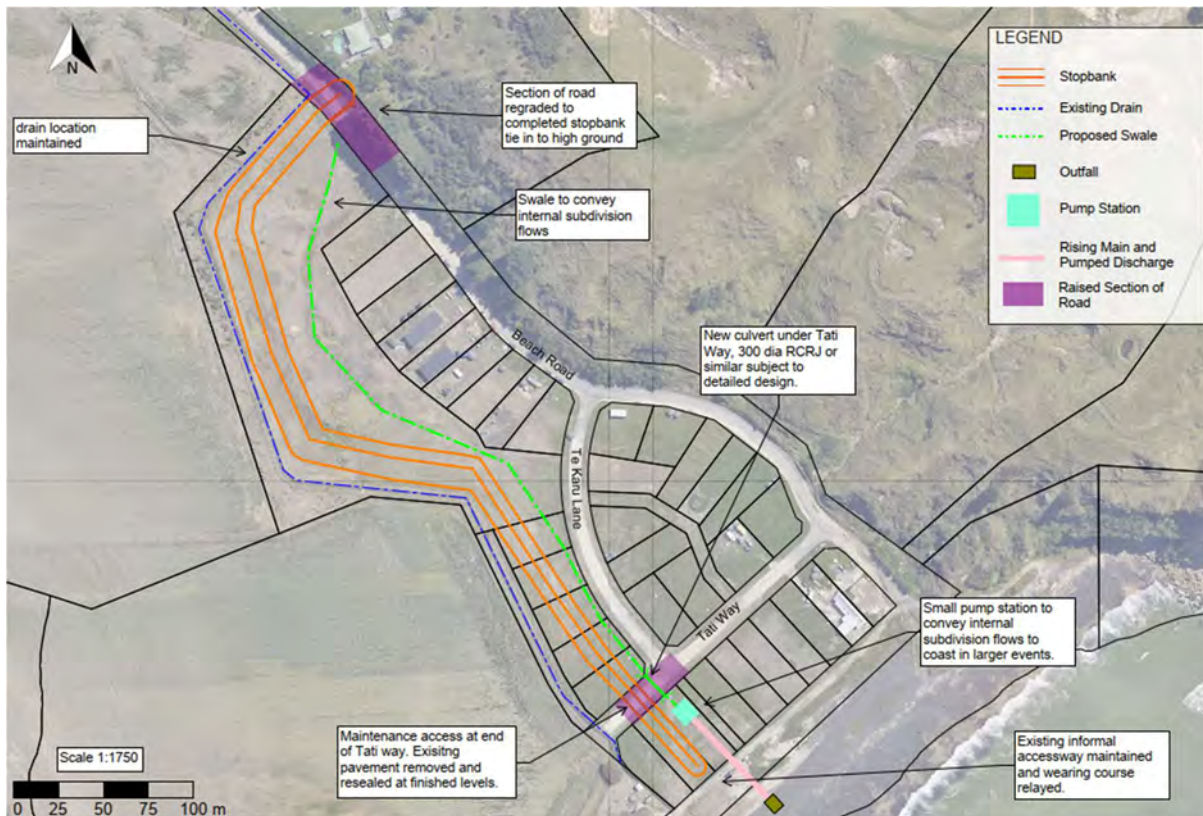 N
drain location
maintained
Section of road
regraded to
completed stopbank
tie in to high ground
Swale to convey
internal subdivision
flows
LEGEND
Stopbank
Existing Drain
Proposed Swale
Outfall
Pump Station
Rising Main and
Pumped Discharge
Raised Section of
Road
New culvert under Tati
Way, 300 dia RCRJ or
similar subject to
detailed design.
Beach Road
Te Karu Lane
Tati Way
Small pump station to
convey internal
subdivision flows to
coast in larger events.
Maintenance access at end
of Tati way. Exisitng
pavement removed and
resealed at finished levels.
Existing informal
accessway maintained
and wearing course
relayed.
Scale 1:1750
0 25 50 75 100 m